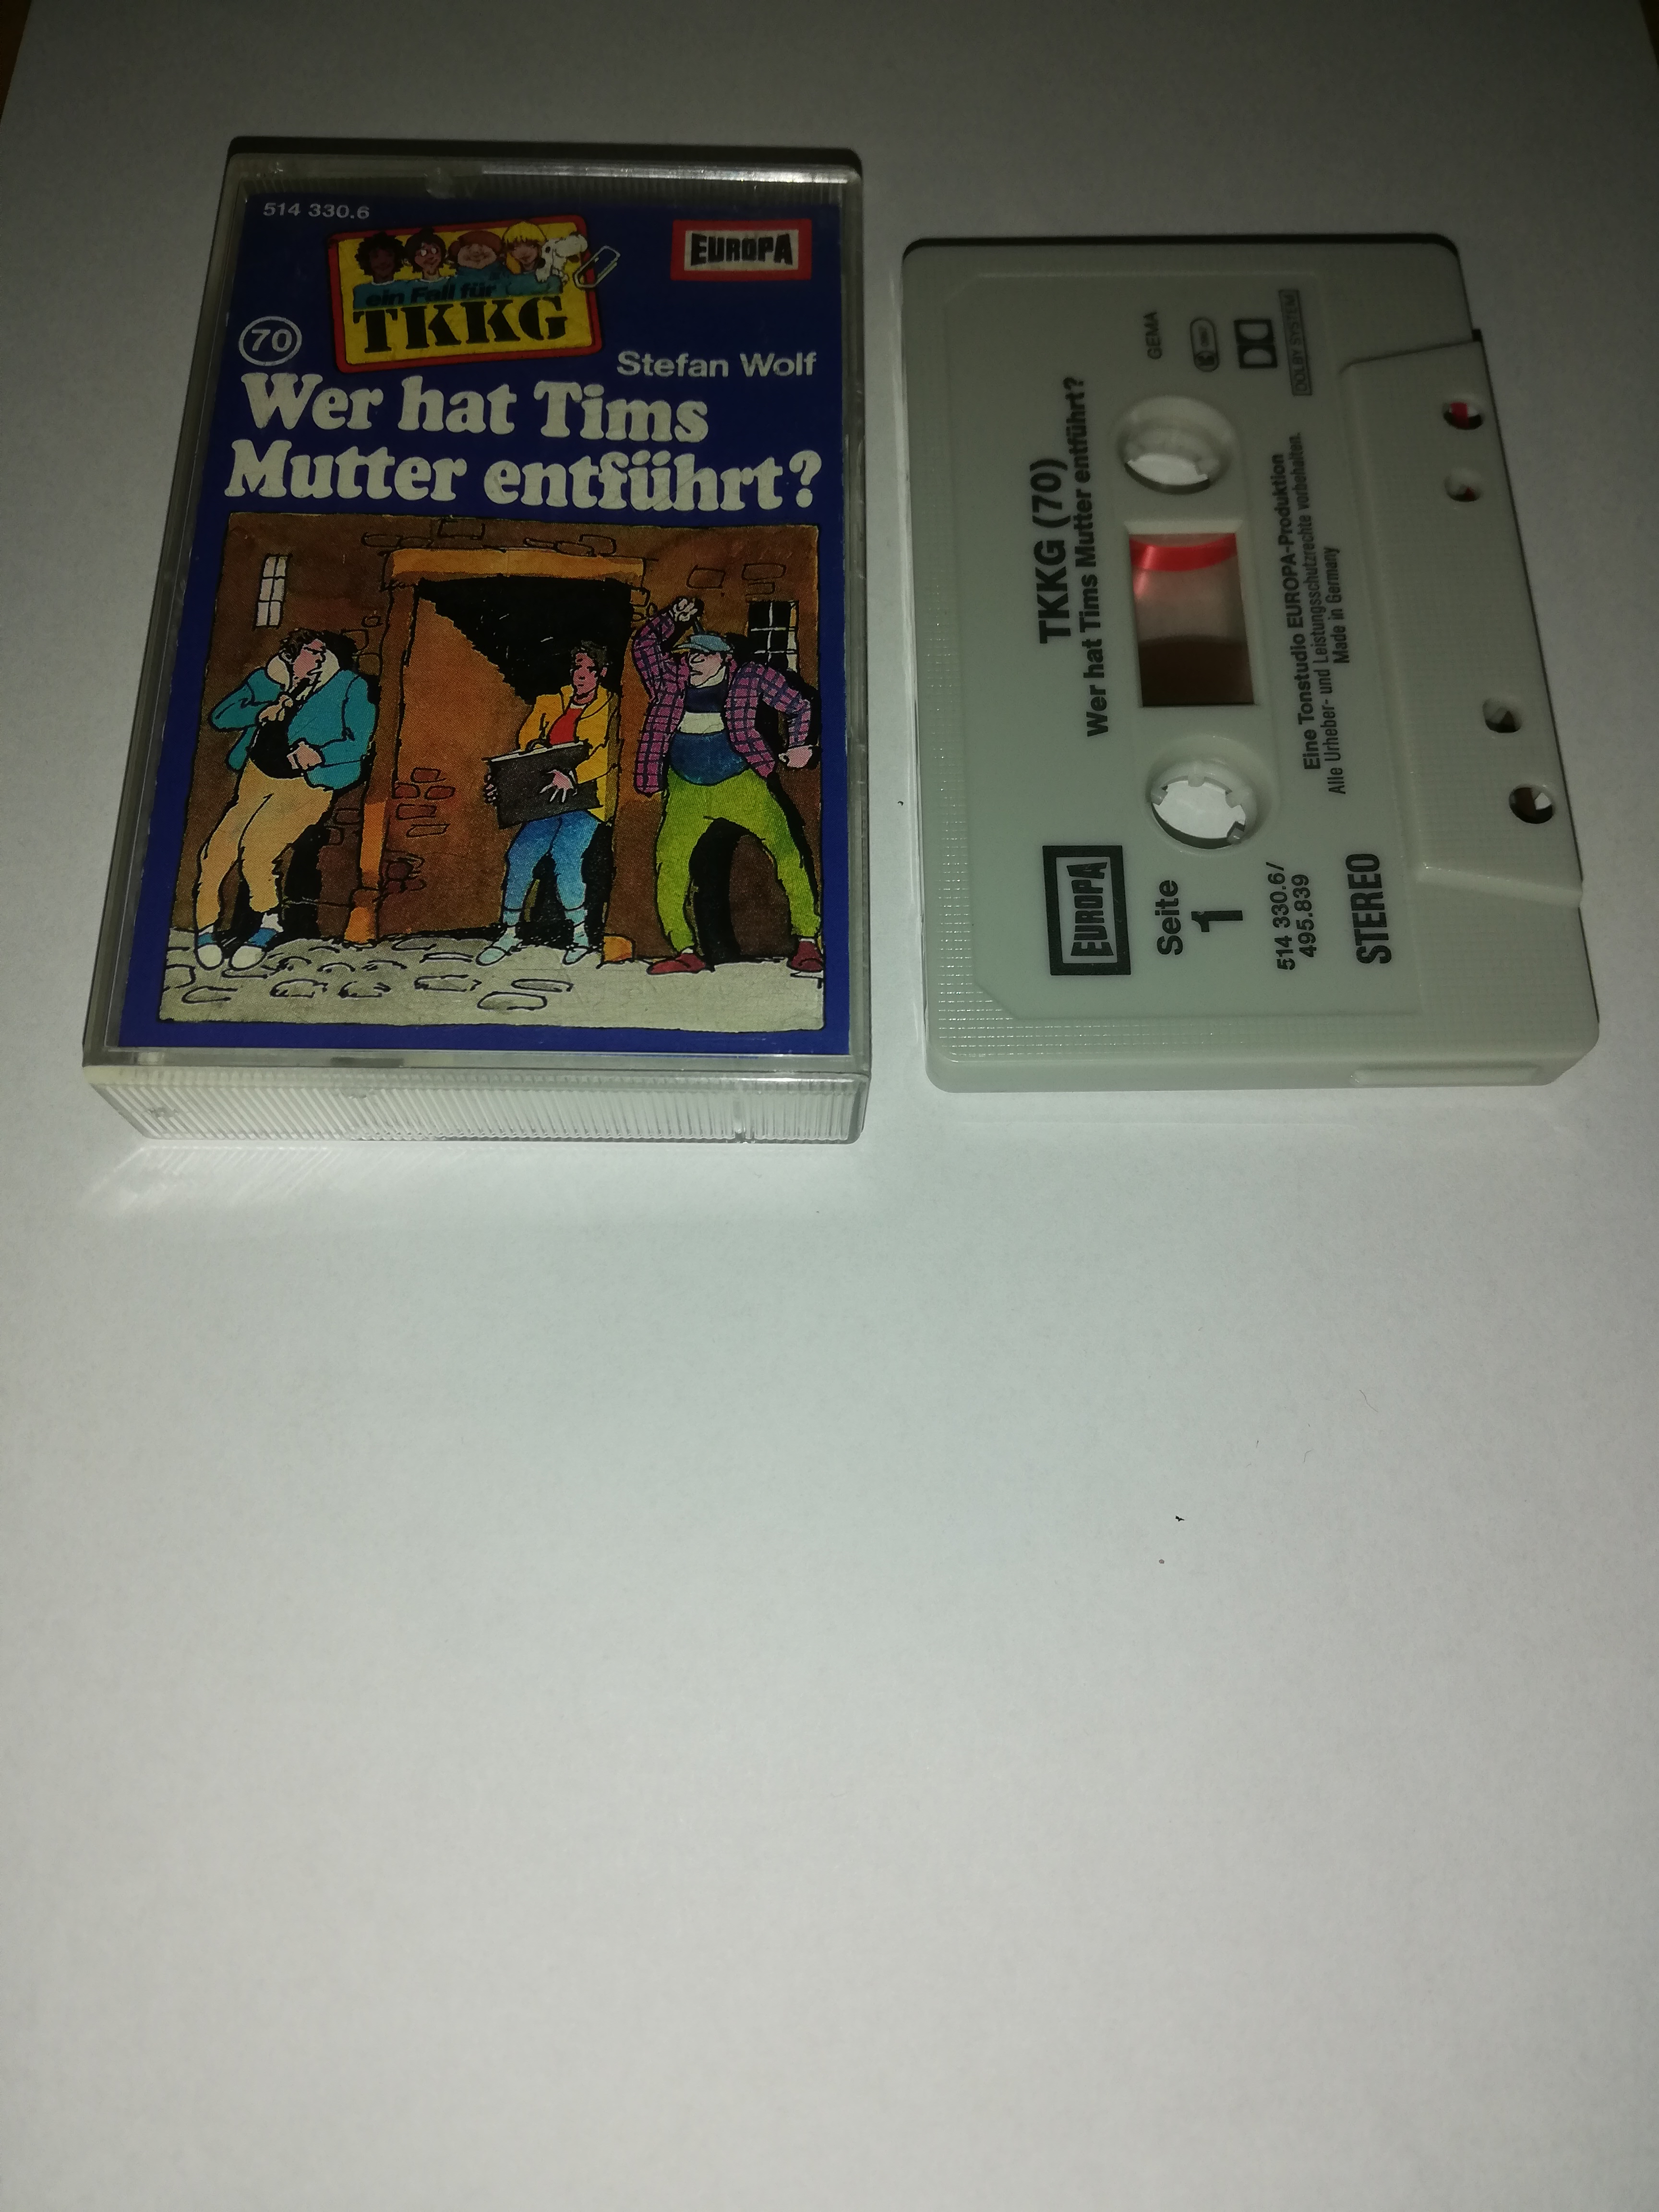 514 330.6
EUROPA
ein Fall für
TKKG
70
Stefan Wolf
Wer hat Tims
Mutter entführt?
TKKG (70)
Wer hat Tims Mutter entführt?
GEMA
DOLBY SYSTEM
EUROPA
Seite
1
514 330.6/
495.839
STEREO
Eine Tonstudio EUROPA-Produktion
Alle Urheber- und Leistungsschutzrechte vorbehalten.
Made in Germany